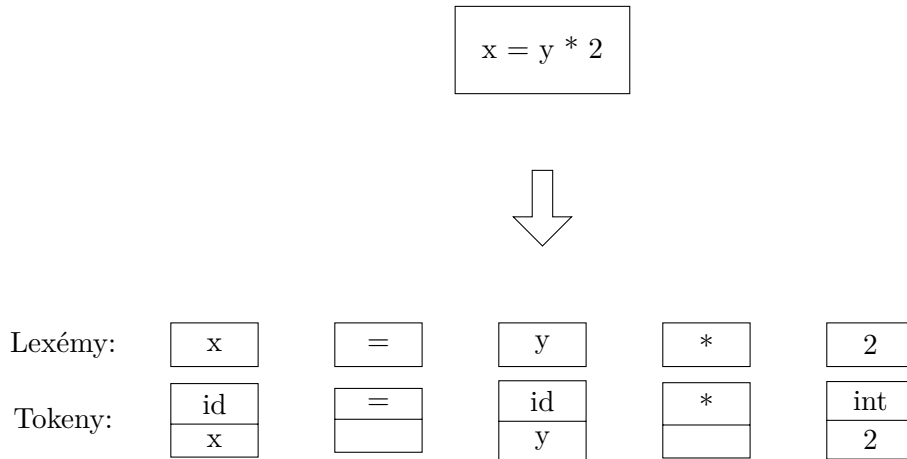 x = y * 2
Lexémy: x = y * 2
Tokeny: id = id * int
x y 2